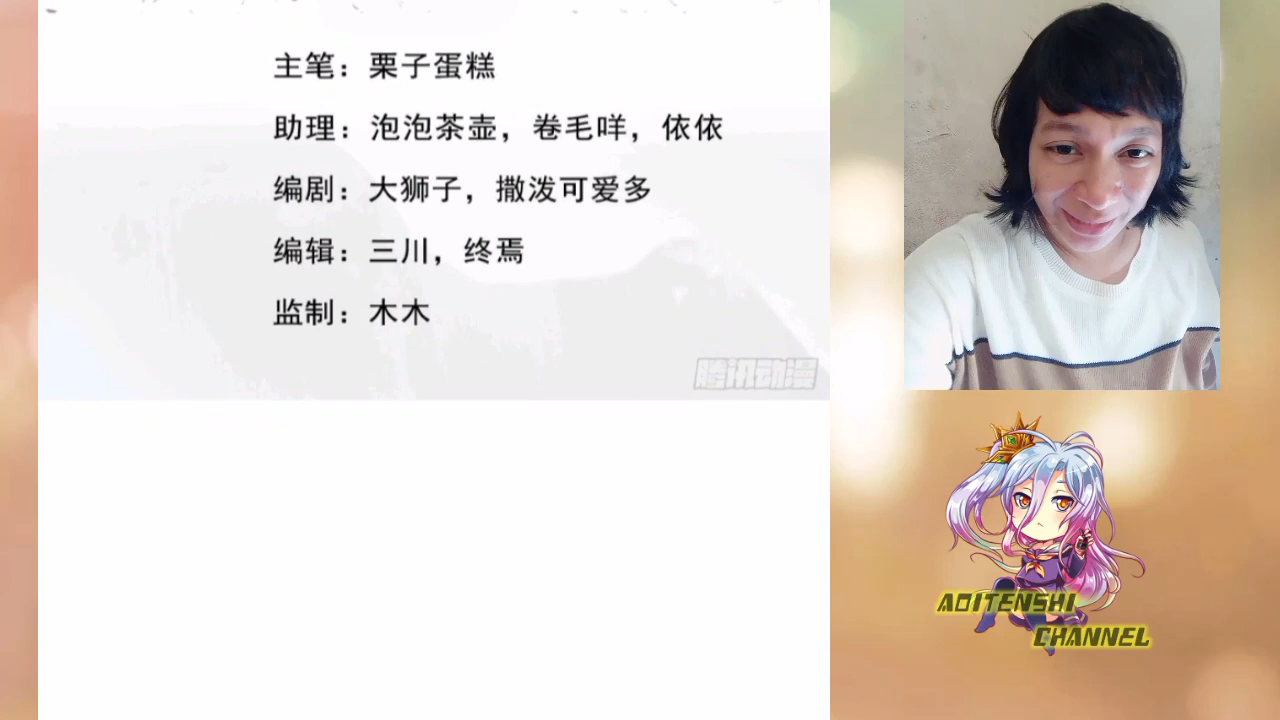 主笔：栗子蛋糕
助理：泡泡茶壶，卷毛咩，依依
编剧：大狮子，撒泼可爱多
编辑：三川，终焉
监制：木木
腾讯动漫
AOITENSHI
CHANNEL